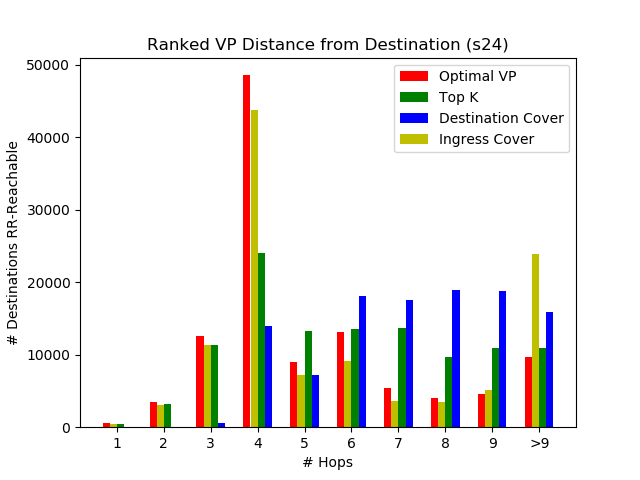 Ranked VP Distance from Destination (s24)
Optimal VP
Top K
Destination Cover
Ingress Cover
# Destinations RR-Reachable
50000
40000
30000
20000
10000
0
1 2 3 4 5 6 7 8 9 >9
# Hops